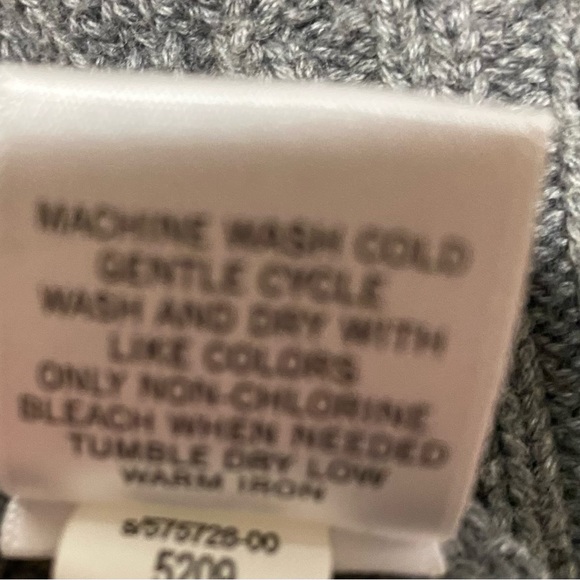 MACHINE WASH COLD
GENTLE CYCLE
WASH AND DRY WITH
LIKE COLORS
ONLY NON-CHLORINE
BLEACH WHEN NEEDED
TUMBLE DRY LOW
WARM IRON
s/575728-00
5209